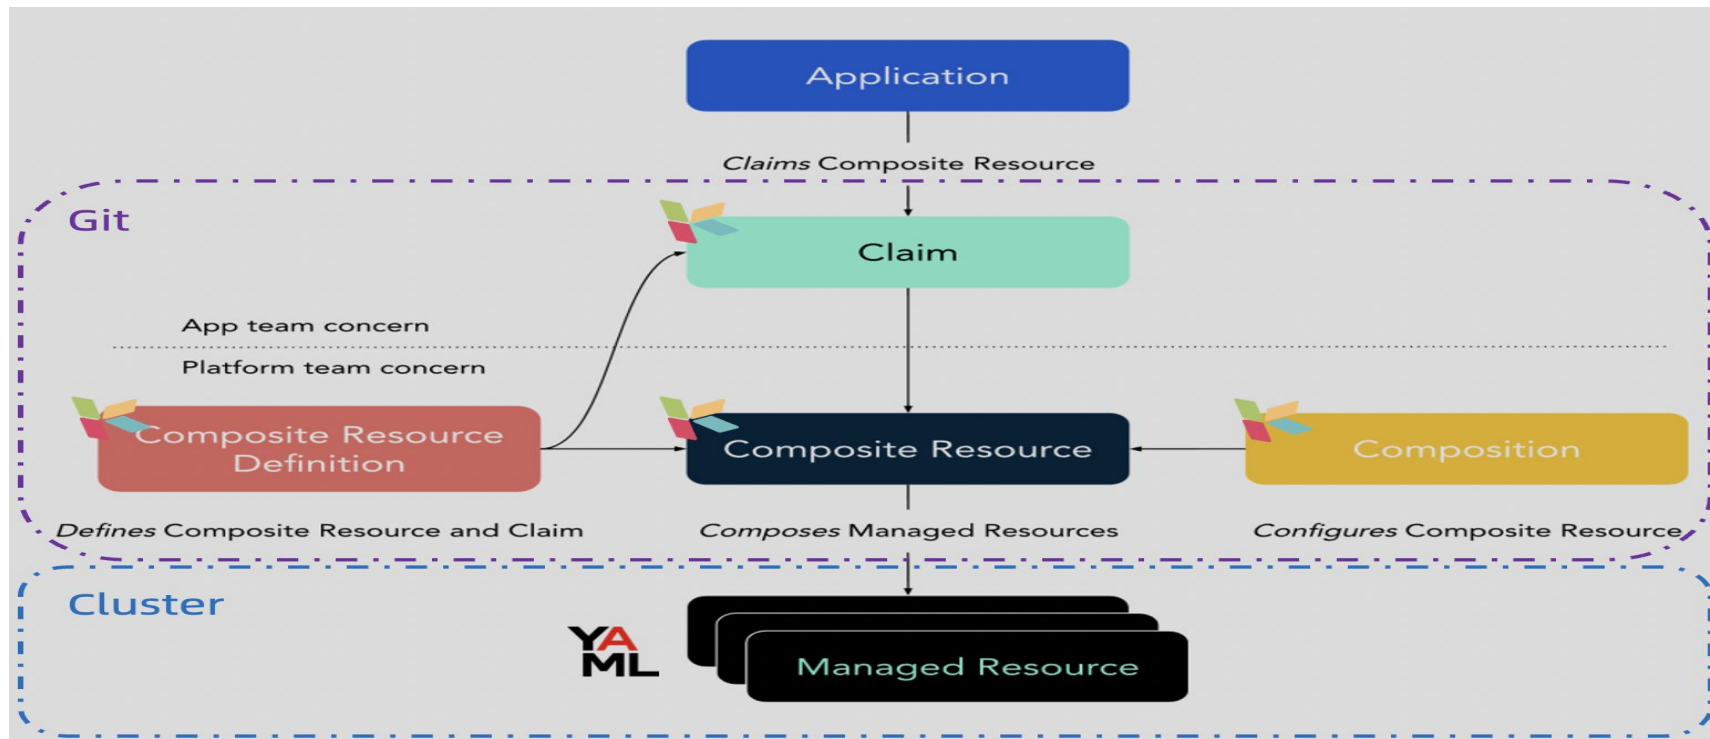 Application
Claims Composite Resource
Git
Claim
App team concern
Platform team concern
Composite Resource
Definition
Composite Resource
Composition
Defines Composite Resource and Claim
Composes Managed Resources
Configures Composite Resource
Cluster
YA
ML
Managed Resource